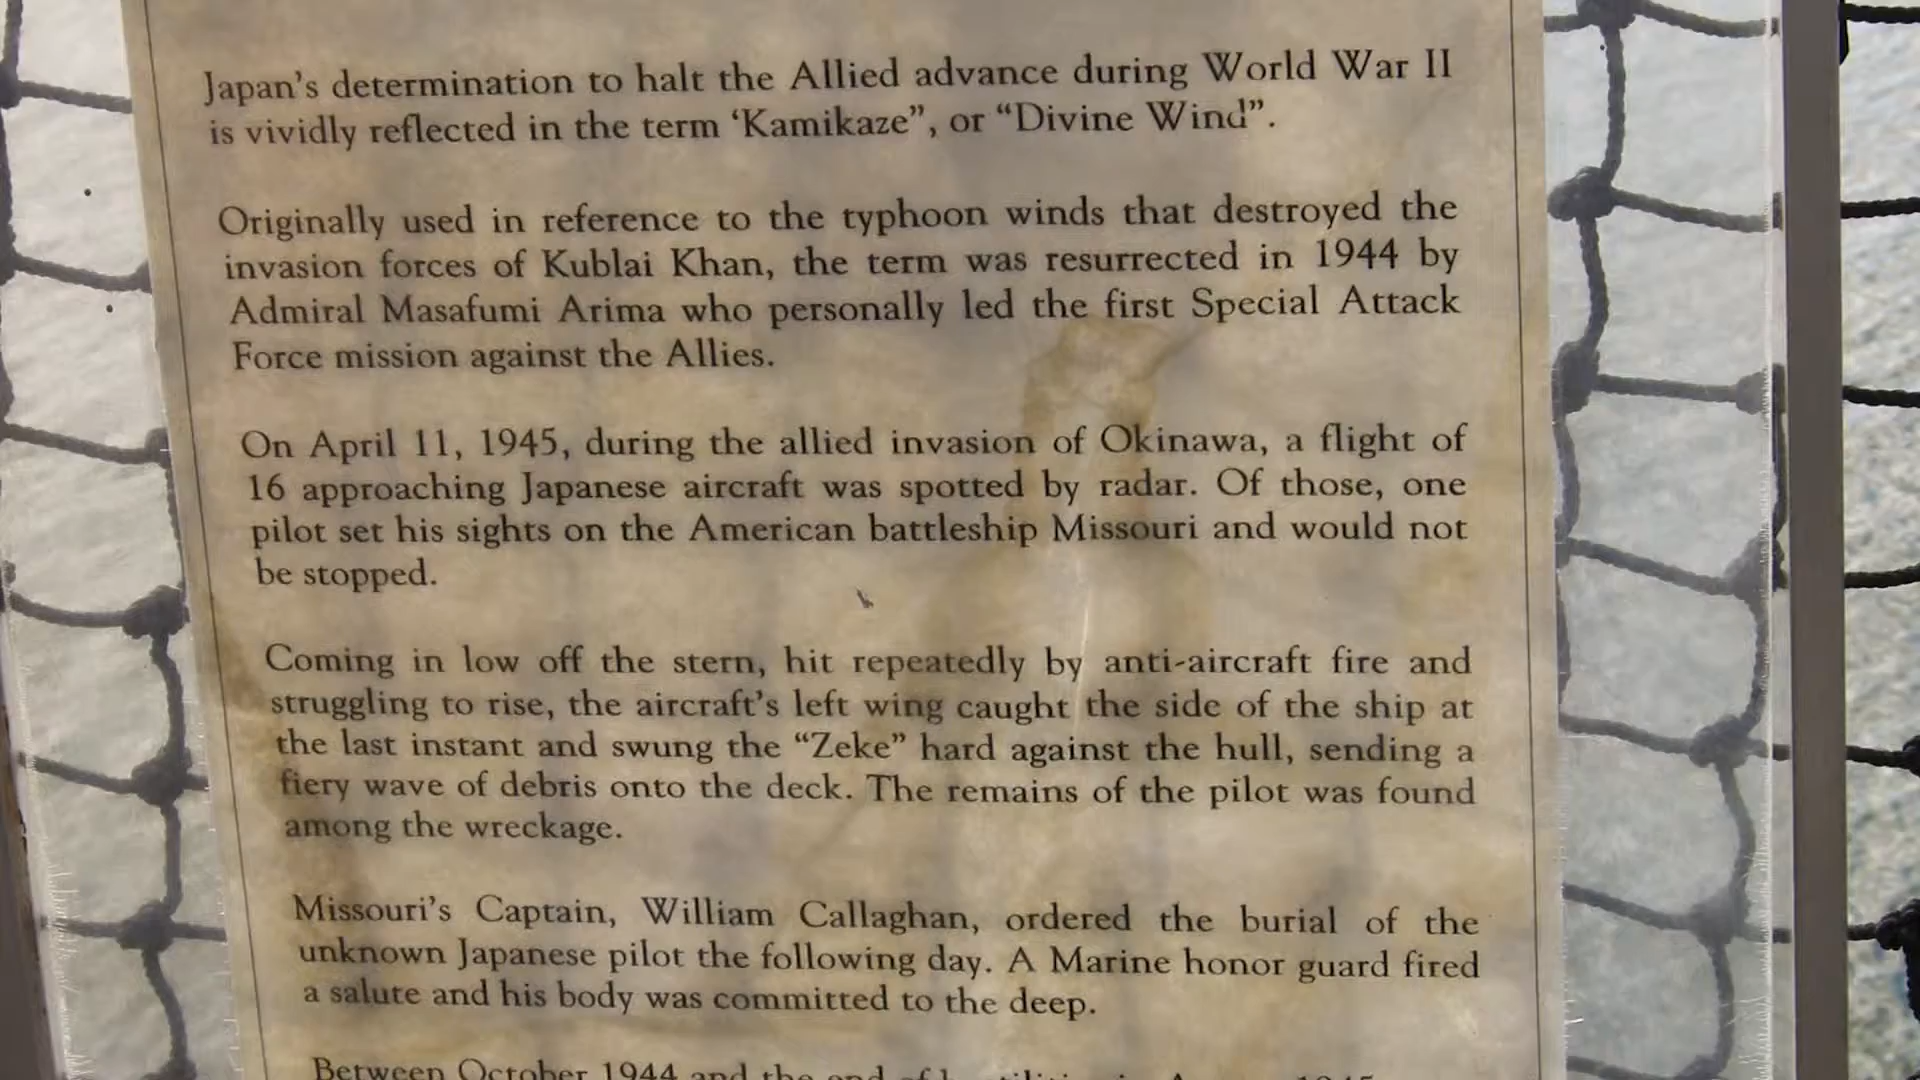 Japan's determination to halt the Allied advance during World War II
is vividly reflected in the term ‘Kamikaze”, or “Divine Wind”.
Originally used in reference to the typhoon winds that destroyed the
invasion forces of Kublai Khan, the term was resurrected in 1944 by
Admiral Masafumi Arima who personally led the first Special Attack
Force mission against the Allies.
On April 11, 1945, during the allied invasion of Okinawa, a flight of
16 approaching Japanese aircraft was spotted by radar. Of those, one
pilot set his sights on the American battleship Missouri and would not
be stopped.
Coming in low off the stern, hit repeatedly by anti-aircraft fire and
struggling to rise, the aircraft's left wing caught the side of the ship at
the last instant and swung the “Zeke” hard against the hull, sending a
fiery wave of debris onto the deck. The remains of the pilot was found
among the wreckage.
Missouri's Captain, William Callaghan, ordered the burial of the
unknown Japanese pilot the following day. A Marine honor guard fired
a salute and his body was committed to the deep.
Between October 1944 and the end of